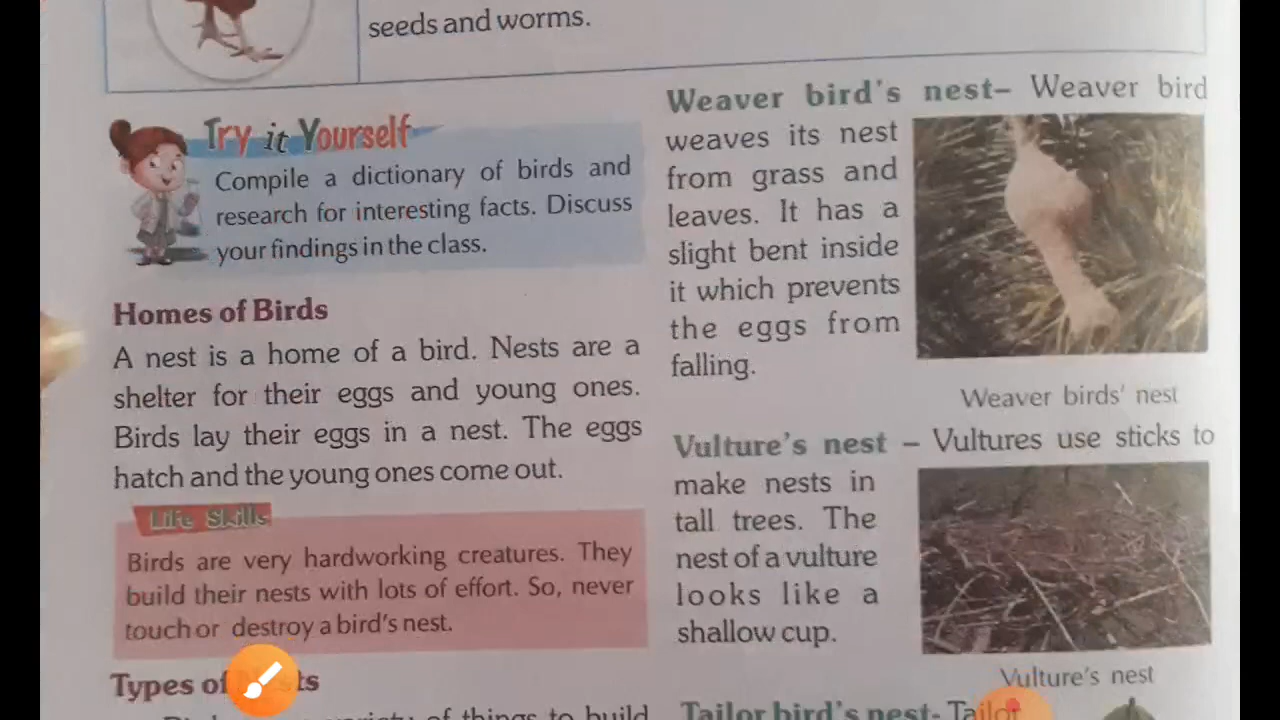 seeds and worms.
Try it Yourself
Compile a dictionary of birds and
research for interesting facts. Discuss
your findings in the class.
Homes of Birds
A nest is a home of a bird. Nests are a
shelter for their eggs and young ones.
Birds lay their eggs in a nest. The eggs
hatch and the young ones come out.
Life Skills
Birds are very hardworking creatures. They
build their nests with lots of effort. So, never
touch or destroy a bird's nest.
Types of
of things to build
Weaver bird's nest– Weaver bird
weaves its nest
from grass and
leaves. It has a
slight bent inside
it which prevents
the eggs from
falling.
Weaver birds' nest
Vulture's nest – Vultures use sticks to
make nests in
tall trees. The
nest of a vulture
looks like a
shallow cup.
Vulture's nest
Tailor bird's nest- Tailor